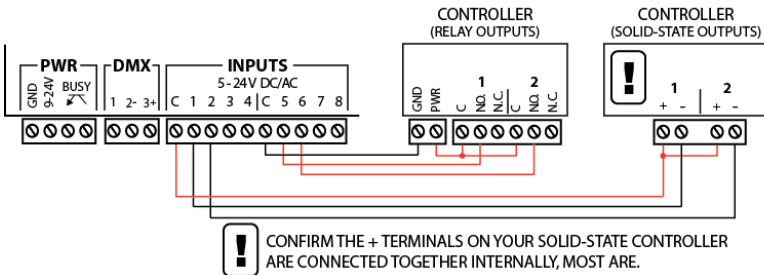 CONTROLLER
(RELAY OUTPUTS)
CONTROLLER
(SOLID-STATE OUTPUTS)
PWR
DMX
INPUTS
5-24V DC/AC
GND
9-24V
BUSY
1 2- 3+
C 1 2 3 4 | C 5 6 7 8
1 2
GND
PWR
C
N.O.
N.C.
C
N.O.
N.C.
!
1 2
+ - + -
!
CONFIRM THE + TERMINALS ON YOUR SOLID-STATE CONTROLLER
ARE CONNECTED TOGETHER INTERNALLY, MOST ARE.